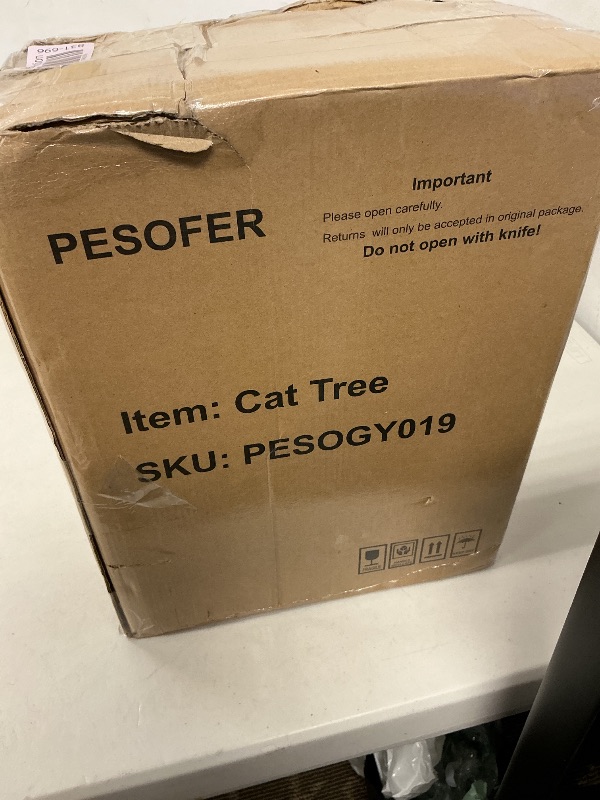 PESOFER
Important
Please open carefully.
Returns will only be accepted in original package.
Do not open with knife!
Item: Cat Tree
SKU: PESOGY019